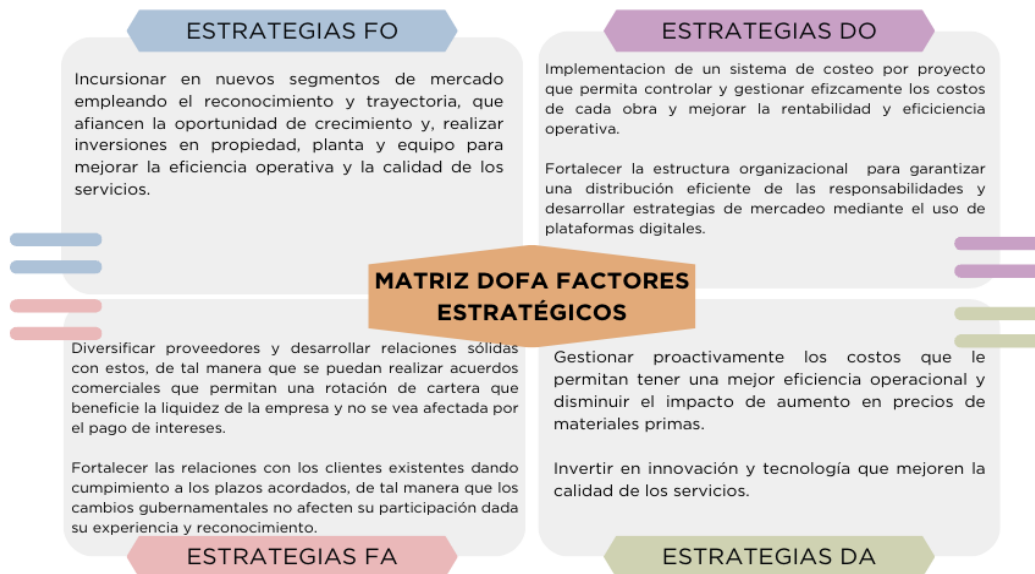 ESTRATEGIAS FO
Incursionar en nuevos segmentos de mercado
empleando el reconocimiento y trayectoria, que
afiancen la oportunidad de crecimiento y, realizar
inversiones en propiedad, planta y equipo para
mejorar la eficiencia operativa y la calidad de los
servicios.
ESTRATEGIAS DO
Implementacion de un sistema de costeo por proyecto
que permita controlar y gestionar efizcamente los costos
de cada obra y mejorar la rentabilidad y eficiciencia
operativa.
Fortalecer la estructura organizacional para garantizar
una distribución eficiente de las responsabilidades y
desarrollar estrategias de mercadeo mediante el uso de
plataformas digitales.
MATRIZ DOFA FACTORES
ESTRATÉGICOS
Diversificar proveedores y desarrollar relaciones sólidas
con estos, de tal manera que se puedan realizar acuerdos
comerciales que permitan una rotación de cartera que
beneficie la liquidez de la empresa y no se vea afectada por
el pago de intereses.
Fortalecer las relaciones con los clientes existentes dando
cumpimiento a los plazos acordados, de tal manera que los
cambios gubernamentales no afecten su participación dada
su experiencia y reconocimiento.
ESTRATEGIAS FA
Gestionar proactivamente los costos que le
permitan tener una mejor eficiencia operacional y
disminuir el impacto de aumento en precios de
materiales primas.
Invertir en innovación y tecnología que mejoren la
calidad de los servicios.
ESTRATEGIAS DA